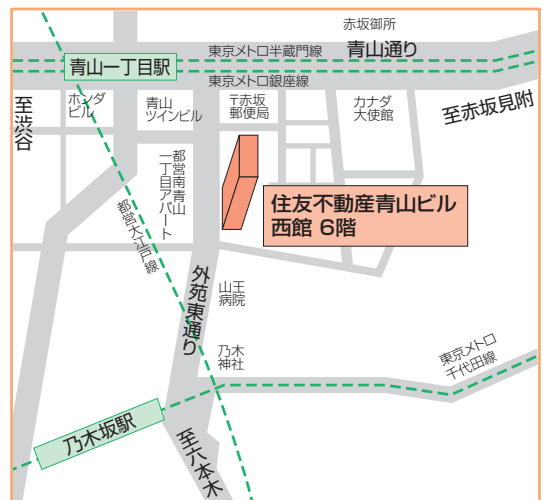 赤坂御所
東京メトロ半蔵門線
青山通り
青山一丁目駅
東京メトロ銀座線
至渋谷
ホンダ
ビル
青山
ツインビル
〒赤坂
郵便局
カナダ
大使館
至赤坂見附
都営南青山
一丁目アパート
都営大江戸線
住友不動産青山ビル
西館 6階
外苑東通り
山王
病院
乃木
神社
東京メトロ
千代田線
乃木坂駅
至六本木